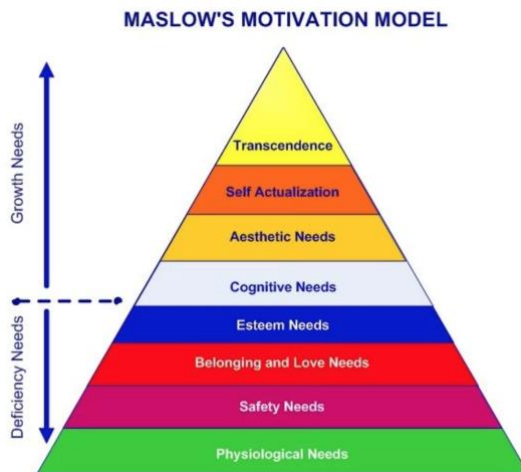 MASLOW'S MOTIVATION MODEL
Growth Needs
Deficiency Needs
Transcendence
Self Actualization
Aesthetic Needs
Cognitive Needs
Esteem Needs
Belonging and Love Needs
Safety Needs
Physiological Needs